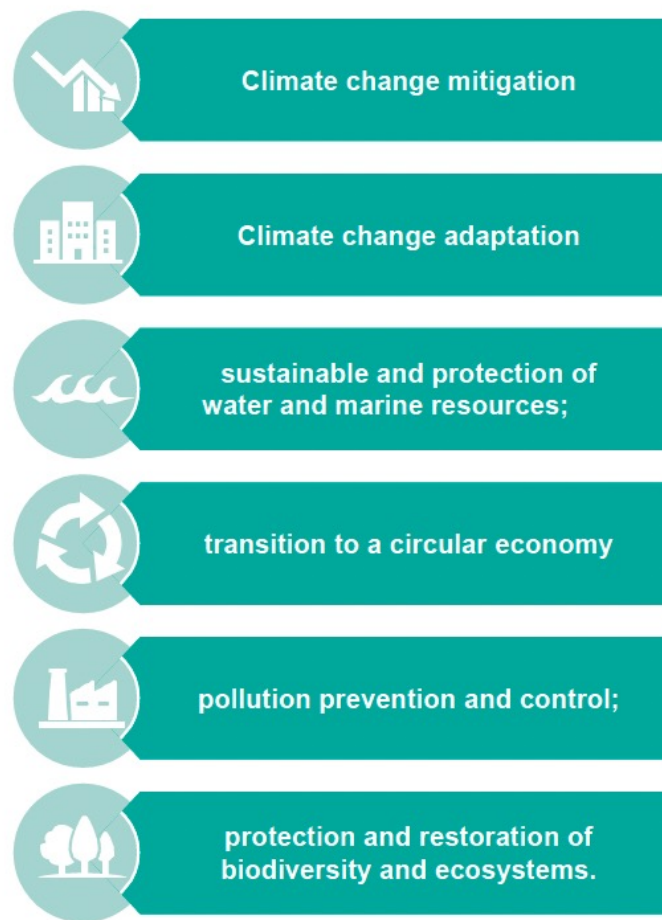 Climate change mitigation
Climate change adaptation
sustainable and protection of
water and marine resources;
transition to a circular economy
pollution prevention and control;
protection and restoration of
biodiversity and ecosystems.